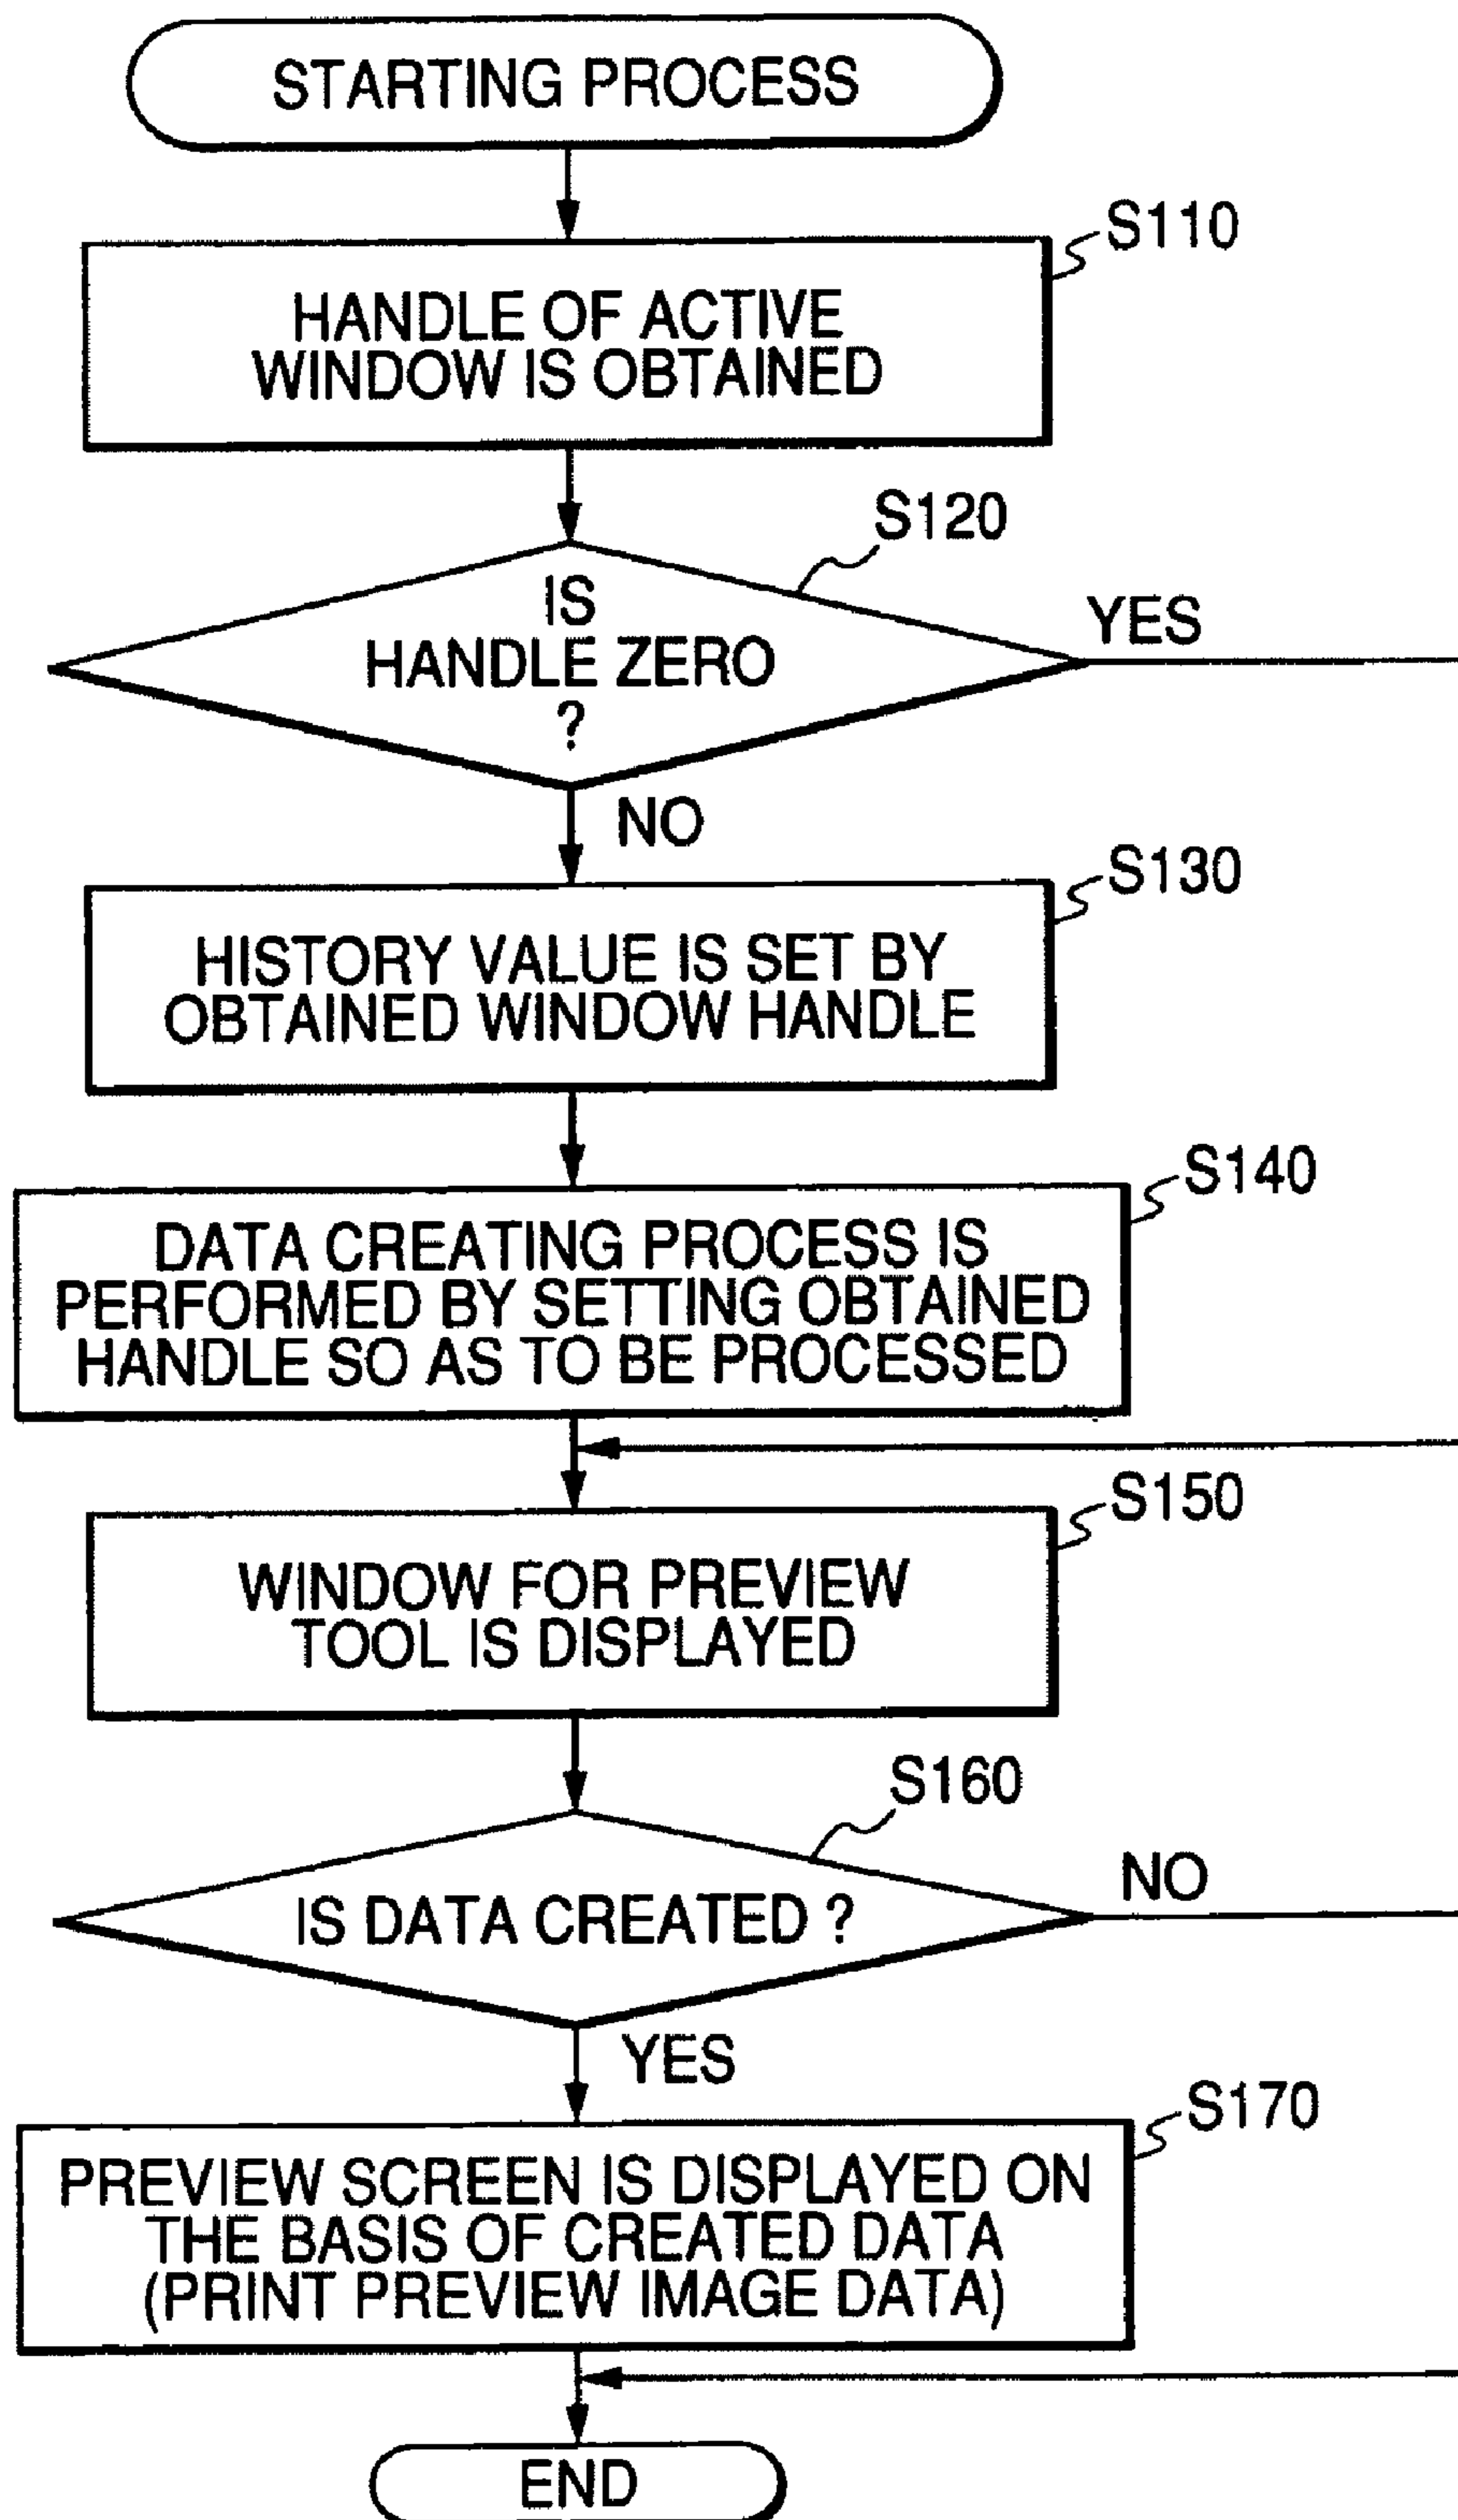 STARTING PROCESS
S110
HANDLE OF ACTIVE
WINDOW IS OBTAINED
S120
IS
HANDLE ZERO
?
YES
NO
S130
HISTORY VALUE IS SET BY
OBTAINED WINDOW HANDLE
S140
DATA CREATING PROCESS IS
PERFORMED BY SETTING OBTAINED
HANDLE SO AS TO BE PROCESSED
S150
WINDOW FOR PREVIEW
TOOL IS DISPLAYED
S160
IS DATA CREATED ?
NO
YES
S170
PREVIEW SCREEN IS DISPLAYED ON
THE BASIS OF CREATED DATA
(PRINT PREVIEW IMAGE DATA)
END